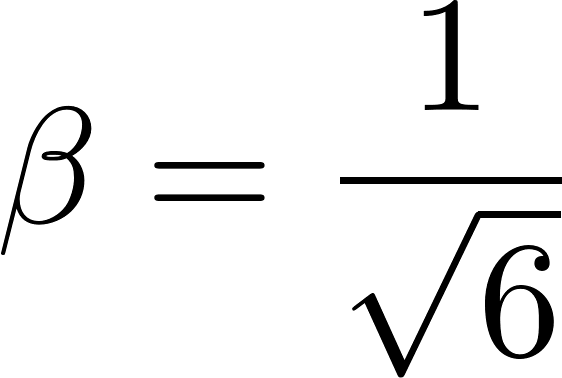 β = 1/√6